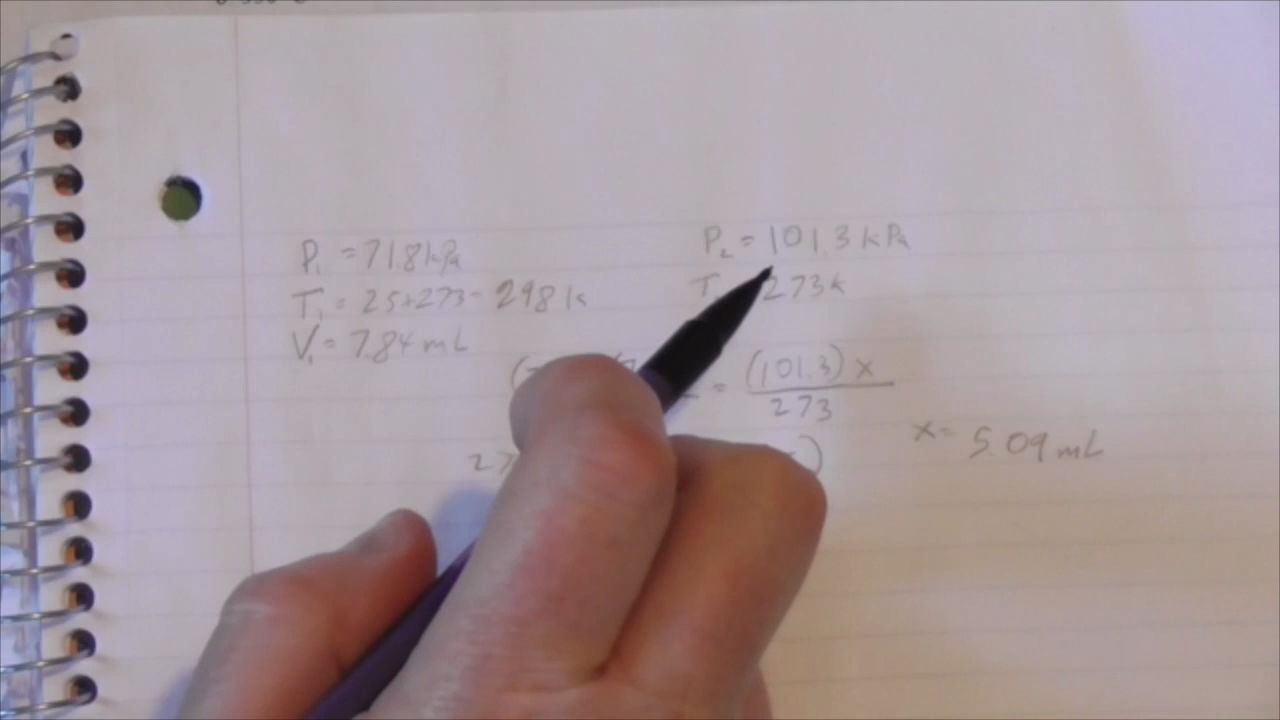 P₁ = 71.8 kPa
T₁ = 25+273 = 298 k
V₁ = 7.84 mL
P₂ = 101.3 kPa
T 273 k
= (101.3) x
273
x = 5.09 mL